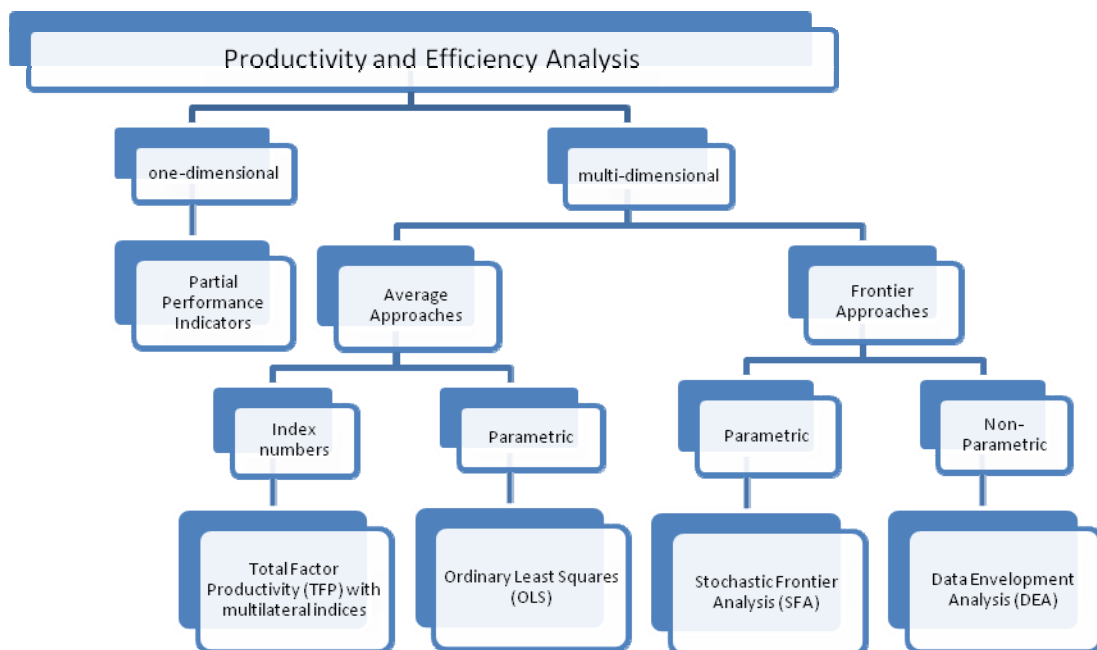 Productivity and Efficiency Analysis
one-dimensional
multi-dimensional
Partial
Performance
Indicators
Average
Approaches
Frontier
Approaches
Index
numbers
Parametric
Parametric
Non-
Parametric
Total Factor
Productivity (TFP) with
multilateral indices
Ordinary Least Squares
(OLS)
Stochastic Frontier
Analysis (SFA)
Data Envelopment
Analysis (DEA)